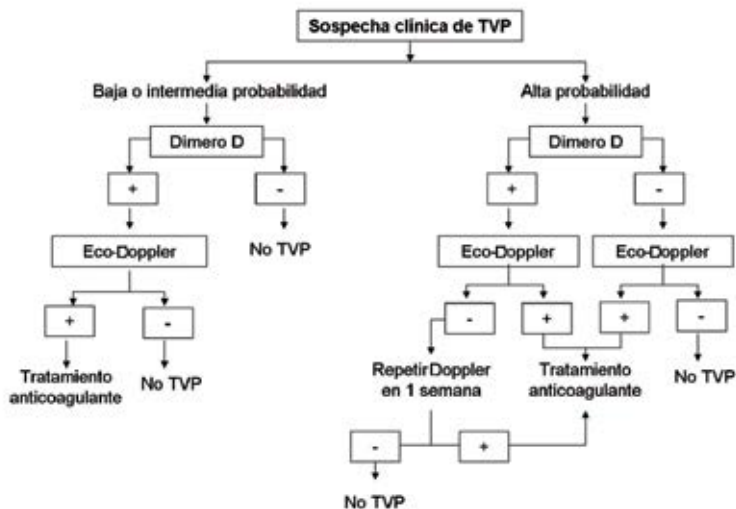 Sospecha clínica de TVP
Baja o intermedia probabilidad
Alta probabilidad
Dimero D
Dimero D
+
-
+
-
Eco-Doppler
No TVP
Eco-Doppler
Eco-Doppler
+
-
-
+
+
-
Tratamiento
anticoagulante
No TVP
Repetir Doppler
en 1 semana
Tratamiento
anticoagulante
No TVP
-
+
No TVP